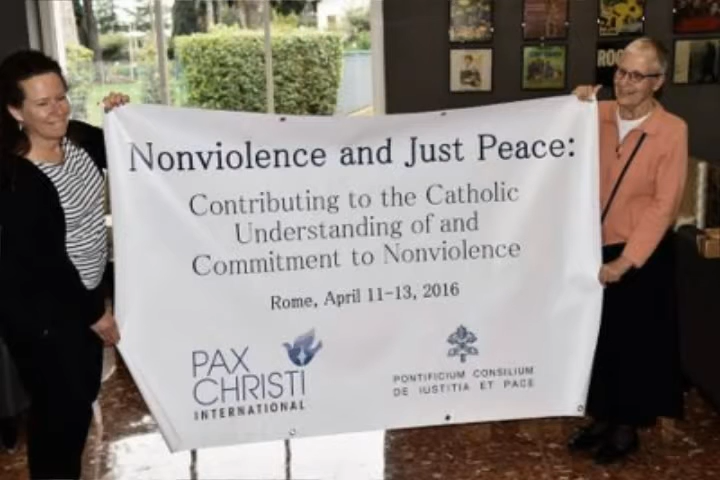 Nonviolence and Just Peace:
Contributing to the Catholic
Understanding of and
Commitment to Nonviolence
Rome, April 11-13, 2016
PAX
CHRISTI
INTERNATIONAL
PONTIFICIUM CONSILIUM
DE IUSTITIA ET PACE